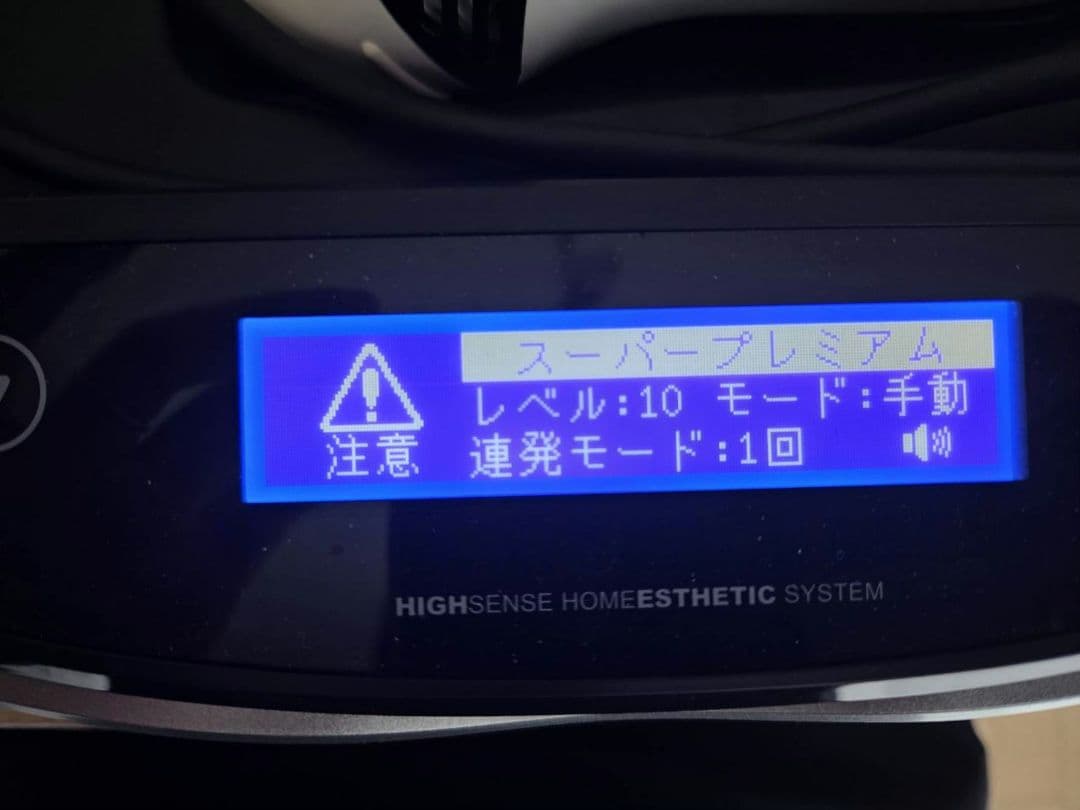 スーパープレミアム
レベル:10 モード:手動
注意 連発モード:1回
HIGHSENSE HOMEESTHETIC SYSTEM